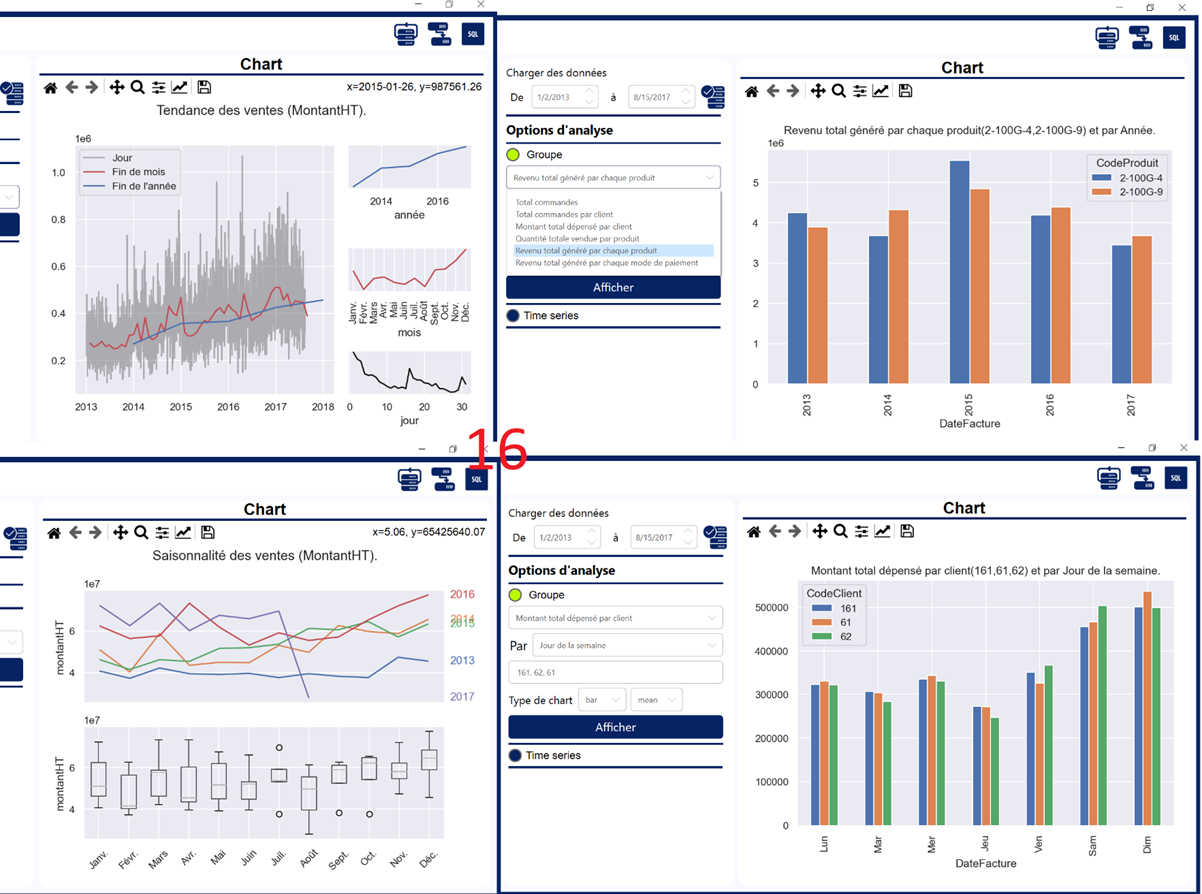 SQL
Chart
x=2015-01-26, y=987561.26
Tendance des ventes (MontantHT).
1e6
Jour
Fin de mois
Fin de l'année
1.0
0.8
0.6
0.4
0.2
2013 2014 2015 2016 2017 2018
2014 2016
année
Janv. Févr. Mars Avr. Mai Juin Juil. Août Sept. Oct. Nov. Déc.
mois
0 10 20 30
jour
SQL
Charger des données
De 1/2/2013 à 8/15/2017
Options d'analyse
Groupe
Revenu total généré par chaque produit
Total commandes
Total commandes par client
Montant total dépensé par client
Quantité totale vendue par produit
Revenu total généré par chaque produit
Revenu total généré par chaque mode de paiement
Afficher
Time series
Chart
Revenu total généré par chaque produit(2-100G-4,2-100G-9) et par Année.
1e6
CodeProduit
2-100G-4
2-100G-9
5
4
3
2
1
0
2013 2014 2015 2016 2017
DateFacture
16
SQL
Chart
x=5.06, y=65425640.07
Saisonnalité des ventes (MontantHT).
1e7
montantHT
6
4
2016
2014
2015
2013
2017
1e7
montantHT
6
4
Janv. Févr. Mars Avr. Mai Juin Juil. Août Sept. Oct. Nov. Déc.
SQL
Charger des données
De 1/2/2013 à 8/15/2017
Options d'analyse
Groupe
Montant total dépensé par client
Par Jour de la semaine
161, 62, 61
Type de chart bar mean
Afficher
Time series
Chart
Montant total dépensé par client(161,61,62) et par Jour de la semaine.
CodeClient
161
61
62
500000
400000
300000
200000
100000
0
Lun Mar Mer Jeu Ven Sam Dim
DateFacture